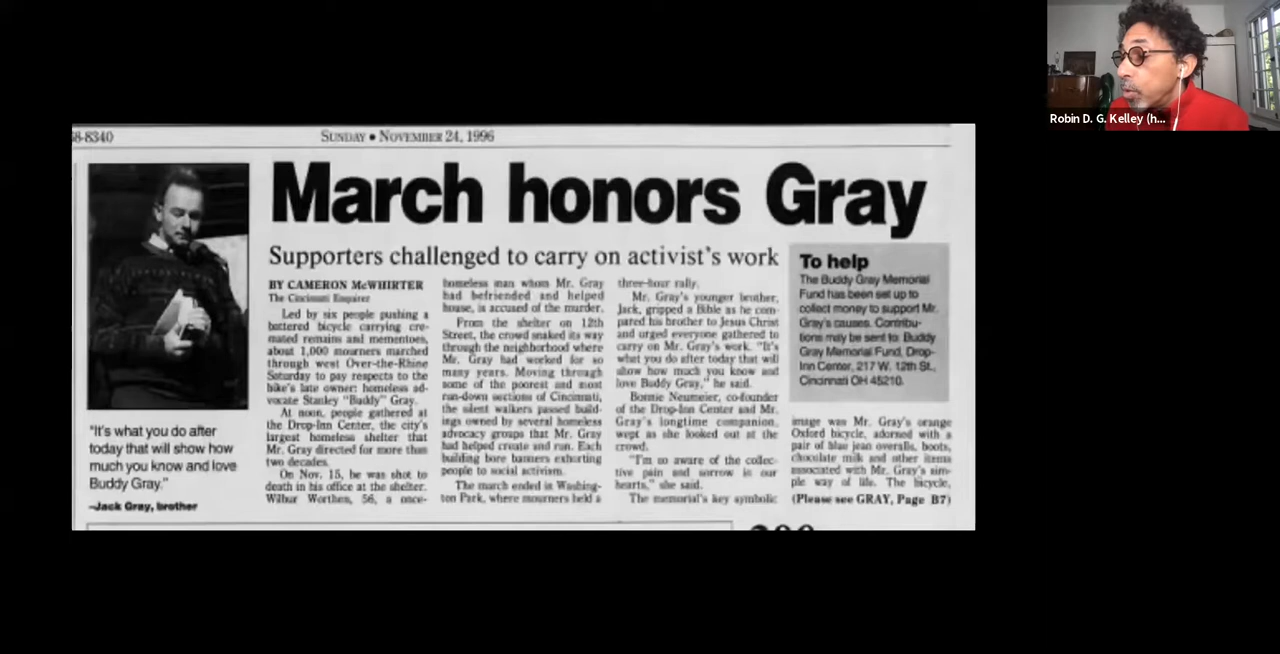 Robin D. G. Kelley (h...
8-8340
SUNDAY • NOVEMBER 24, 1996
March honors Gray
Supporters challenged to carry on activist's work
"It's what you do after
today that will show how
much you know and love
Buddy Gray."
–Jack Gray, brother
BY CAMERON McWHIRTER
The Cincinnati Enquirer
Led by six people pushing a
battered bicycle carrying cre-
mated remains and mementoes,
about 1,000 mourners marched
through west Over-the-Rhine
Saturday to pay respects to the
bike's late owner: homeless ad-
vocate Stanley "Buddy" Gray.
At noon, people gathered at
the Drop-Inn Center, the city's
largest homeless shelter that
Mr. Gray directed for more than
two decades.
On Nov. 15, he was shot to
death in his office at the shelter.
Wilbur Worthen, 56, a once-
homeless man whom Mr. Gray
had befriended and helped
house, is accused of the murder.
From the shelter on 12th
Street, the crowd snaked its way
through the neighborhood where
Mr. Gray had worked for so
many years. Moving through
some of the poorest and most
run-down sections of Cincinnati,
the silent walkers passed build-
ings owned by several homeless
advocacy groups that Mr. Gray
had helped create and run. Each
building bore banners exhorting
people to social activism.
The march ended in Washing-
ton Park, where mourners held a
three-hour rally.
Mr. Gray's younger brother,
Jack, gripped a Bible as he com-
pared his brother to Jesus Christ
and urged everyone gathered to
carry on Mr. Gray's work. "It's
what you do after today that will
show how much you know and
love Buddy Gray," he said.
Bonnie Neumeier, co-founder
of the Drop-Inn Center and Mr.
Gray's longtime companion,
wept as she looked out at the
crowd.
"I'm so aware of the collec-
tive pain and sorrow in our
hearts," she said.
The memorial's key symbolic
To help
The Buddy Gray Memorial
Fund has been set up to
collect money to support Mr.
Gray's causes. Contribu-
tions may be sent to: Buddy
Gray Memorial Fund, Drop-
Inn Center, 217 W. 12th St.,
Cincinnati OH 45210.
image was Mr. Gray's orange
Oxford bicycle, adorned with a
pair of blue jean overalls, boots,
chocolate milk and other items
associated with Mr. Gray's sim-
ple way of life. The bicycle,
(Please see GRAY, Page B7)